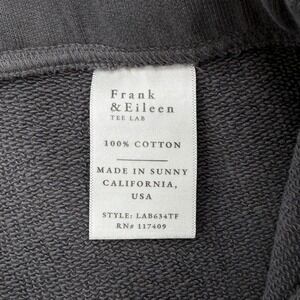 Frank
&Eileen
TEE LAB
100% COTTON
MADE IN SUNNY
CALIFORNIA,
USA
STYLE: LAB634TF
RN# 117409